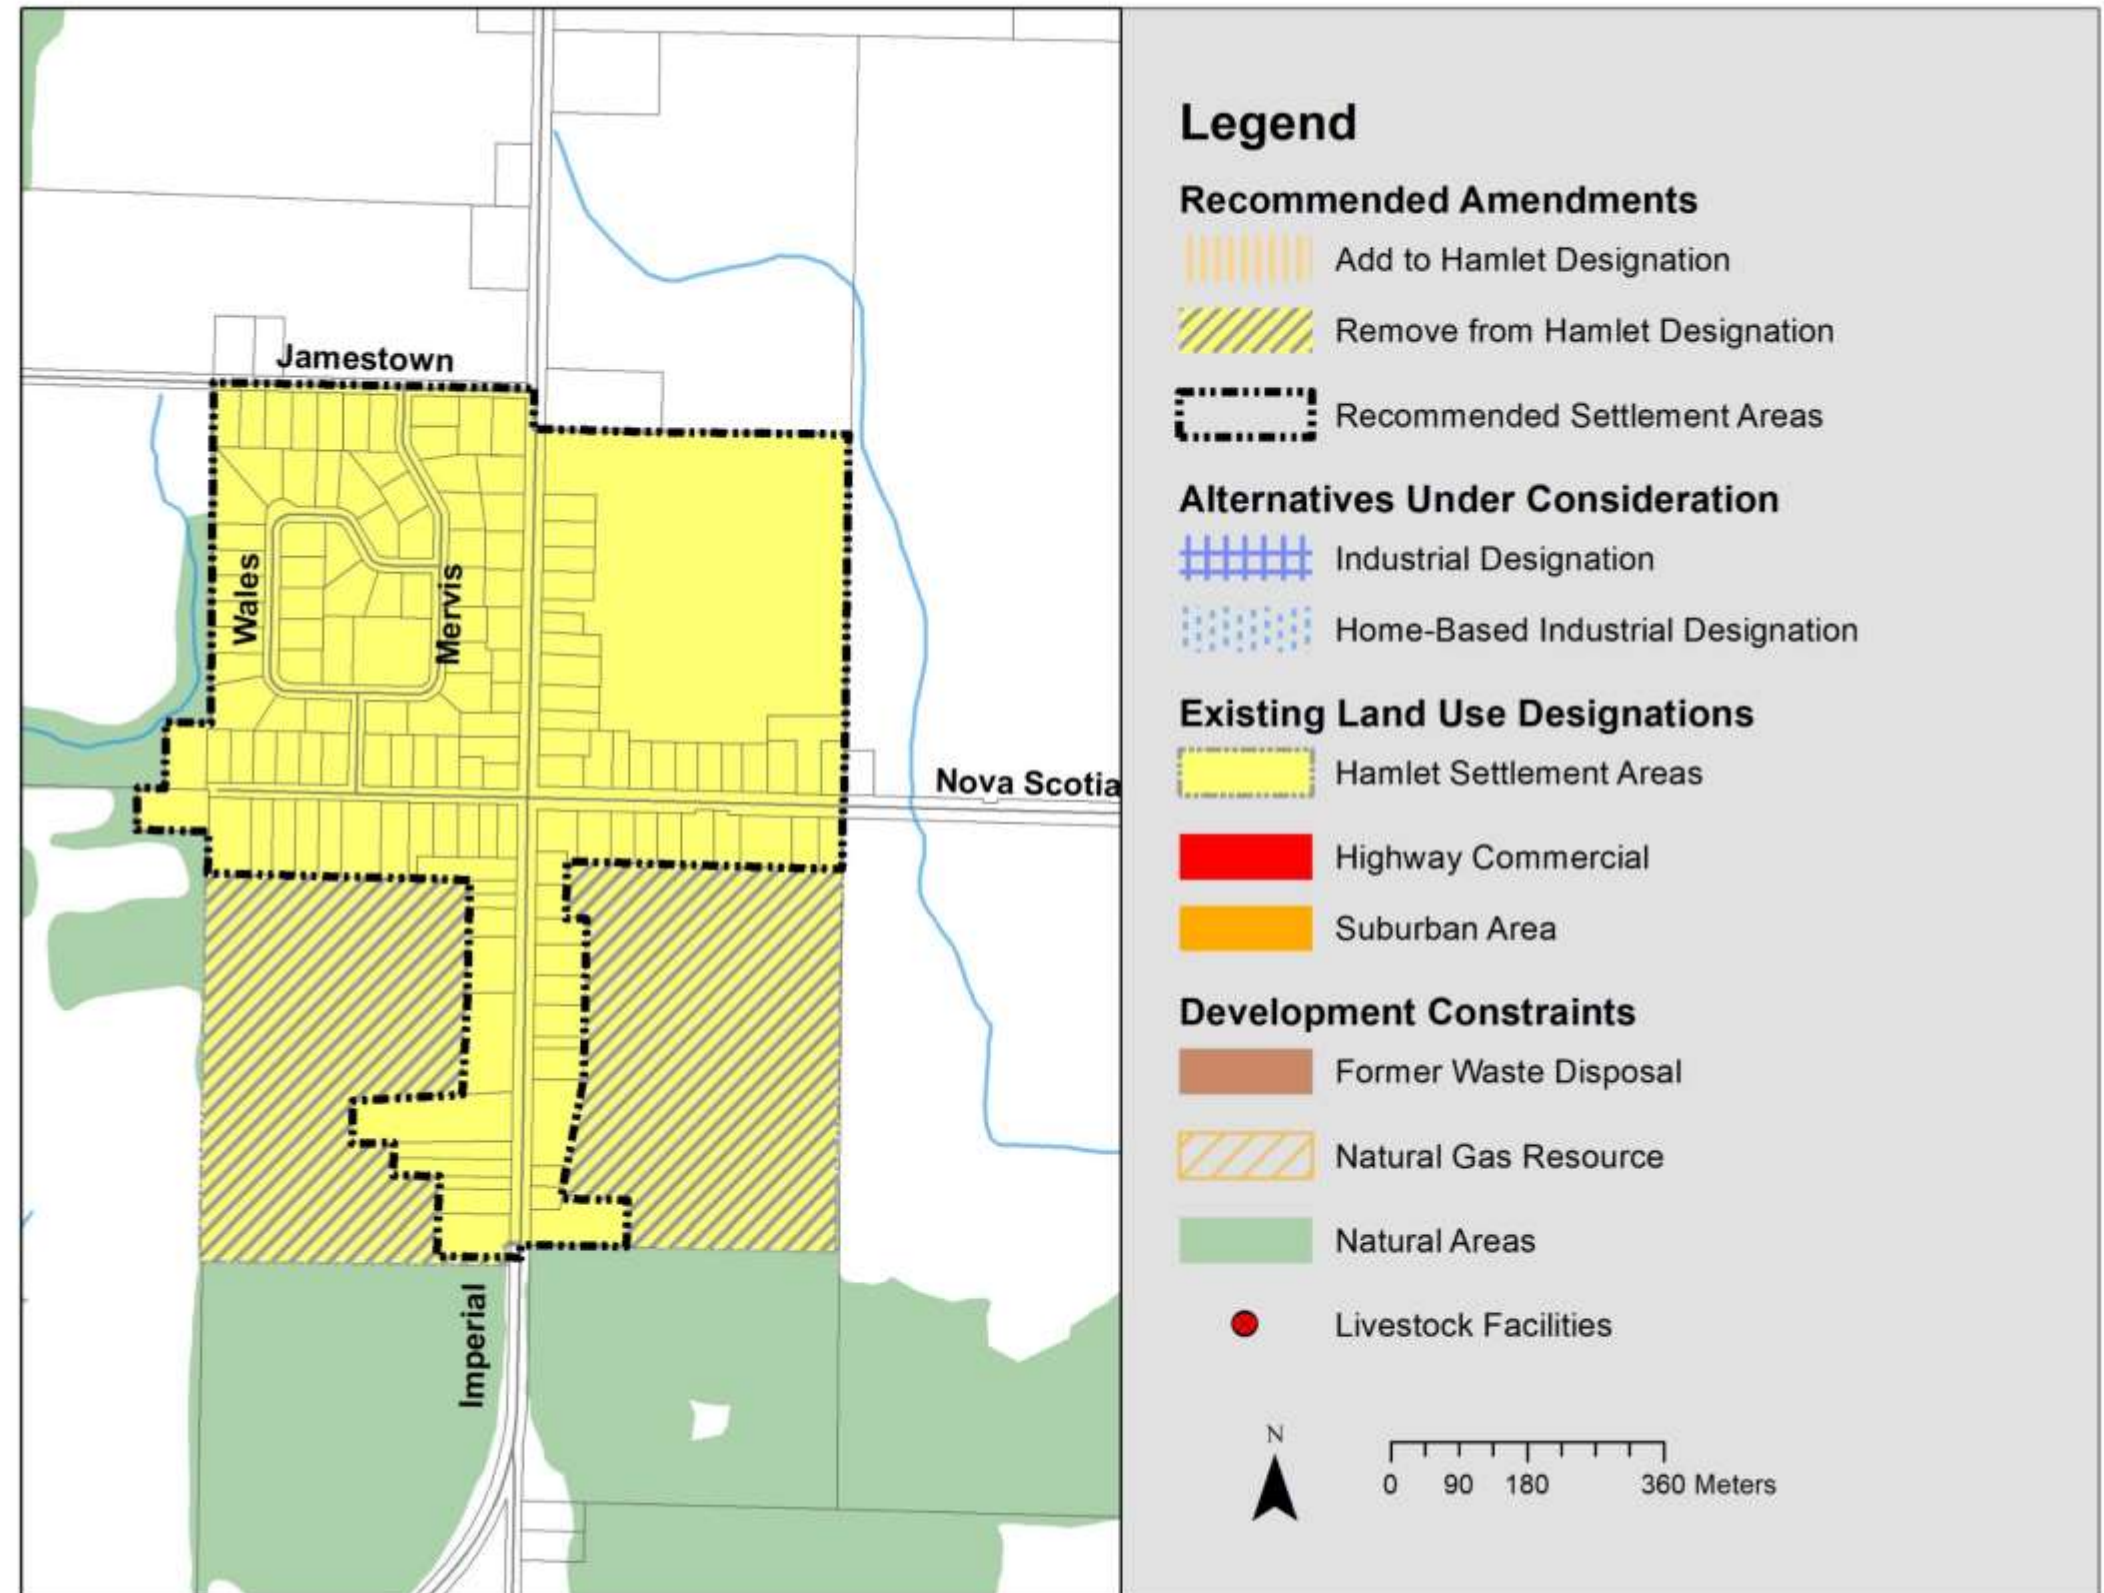 Jamestown
Wales
Mervis
Nova Scotia
Imperial
Legend
Recommended Amendments
Add to Hamlet Designation
Remove from Hamlet Designation
Recommended Settlement Areas
Alternatives Under Consideration
Industrial Designation
Home-Based Industrial Designation
Existing Land Use Designations
Hamlet Settlement Areas
Highway Commercial
Suburban Area
Development Constraints
Former Waste Disposal
Natural Gas Resource
Natural Areas
Livestock Facilities
N
0 90 180 360 Meters